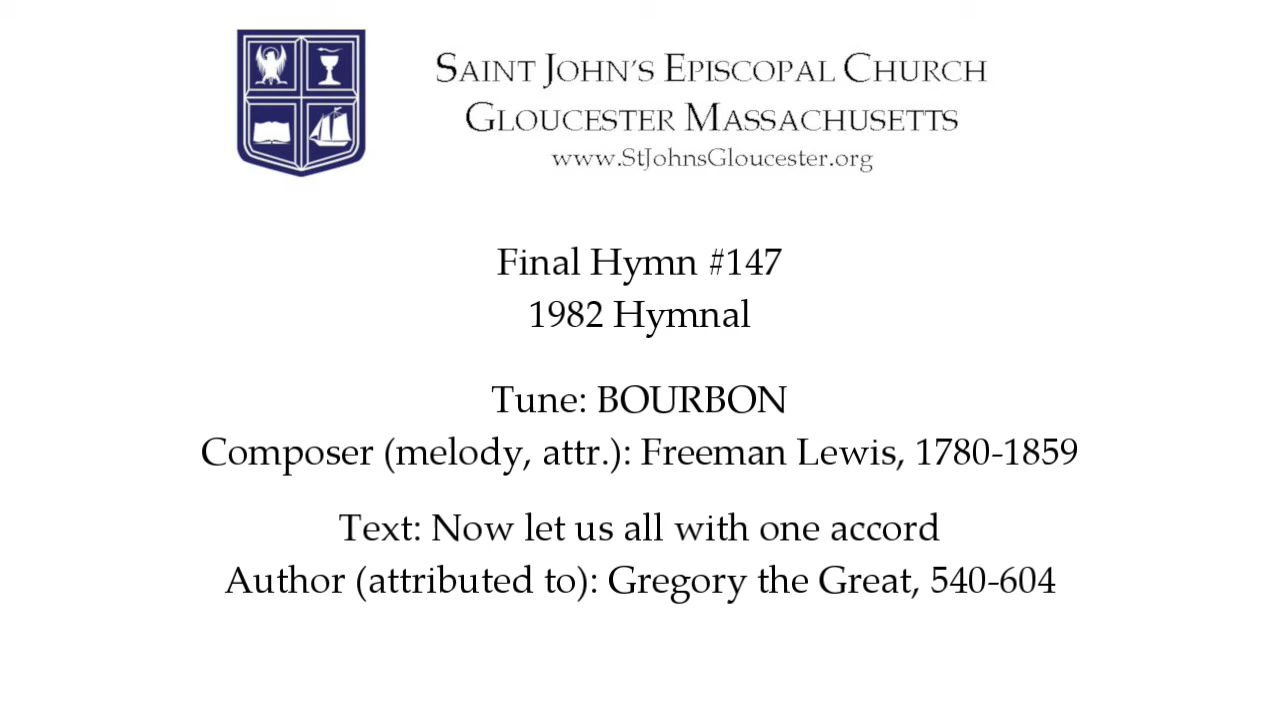 Saint John's Episcopal Church
Gloucester Massachusetts
www.StJohnsGloucester.org
Final Hymn #147
1982 Hymnal
Tune: BOURBON
Composer (melody, attr.): Freeman Lewis, 1780-1859
Text: Now let us all with one accord
Author (attributed to): Gregory the Great, 540-604